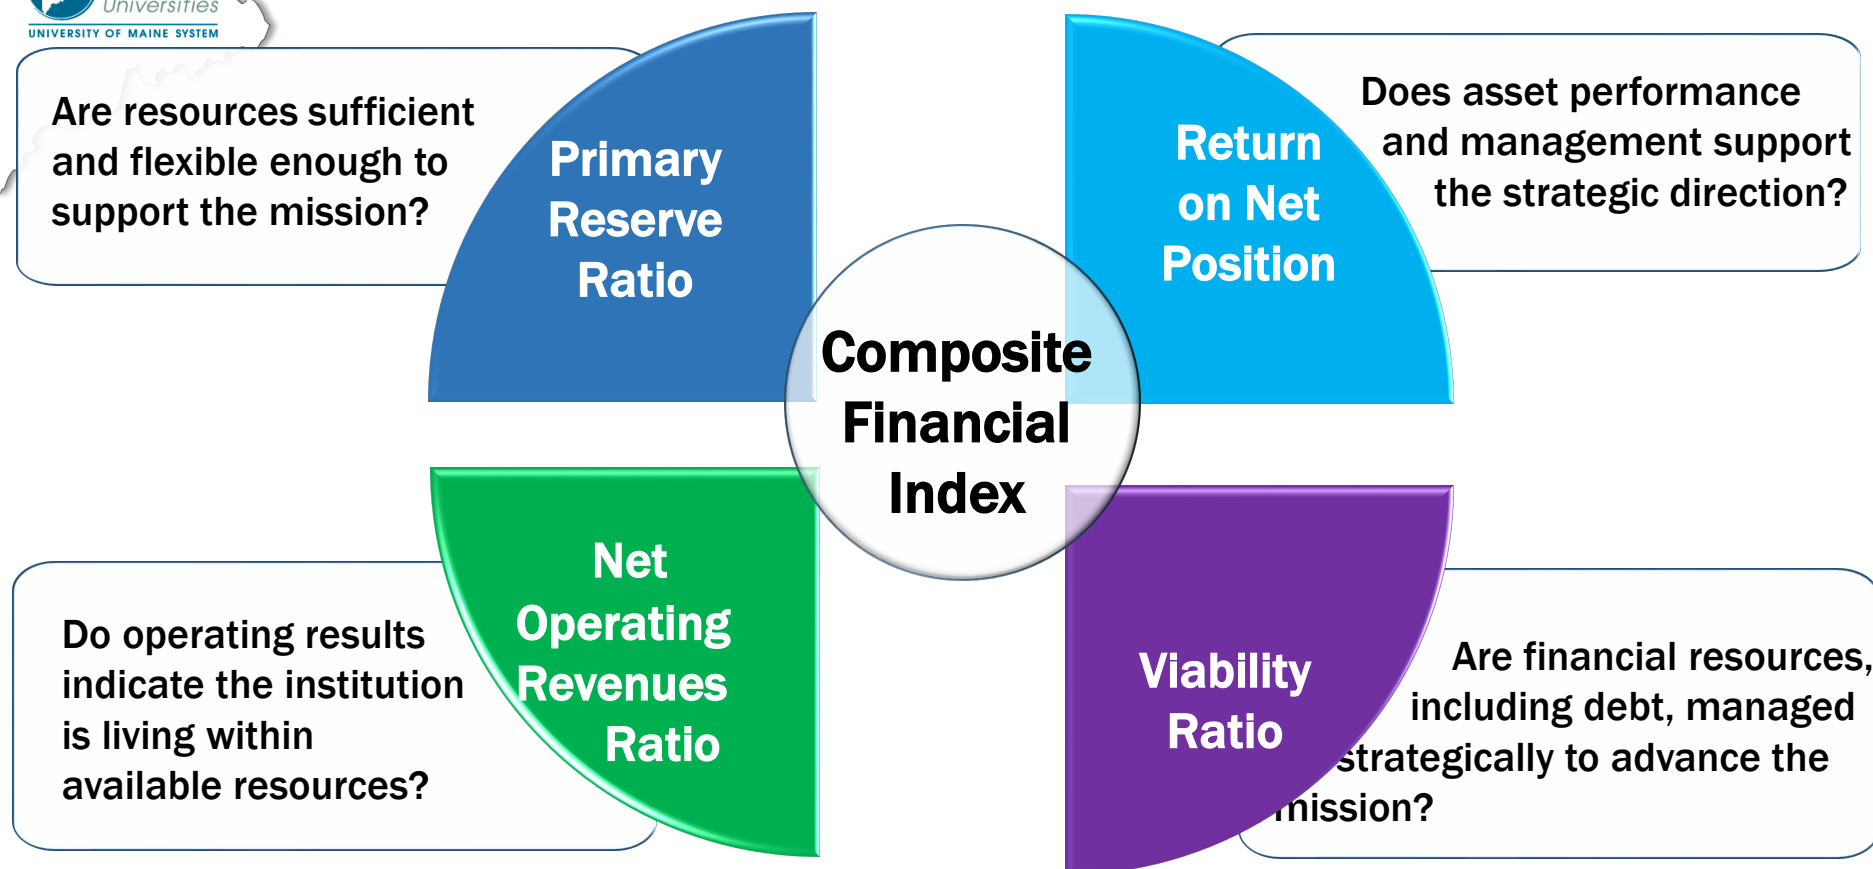 Universities
UNIVERSITY OF MAINE SYSTEM
Are resources sufficient
and flexible enough to
support the mission?
Primary
Reserve
Ratio
Return
on Net
Position
Does asset performance
and management support
the strategic direction?
Composite
Financial
Index
Do operating results
indicate the institution
is living within
available resources?
Net
Operating
Revenues
Ratio
Viability
Ratio
Are financial resources,
including debt, managed
strategically to advance the
mission?